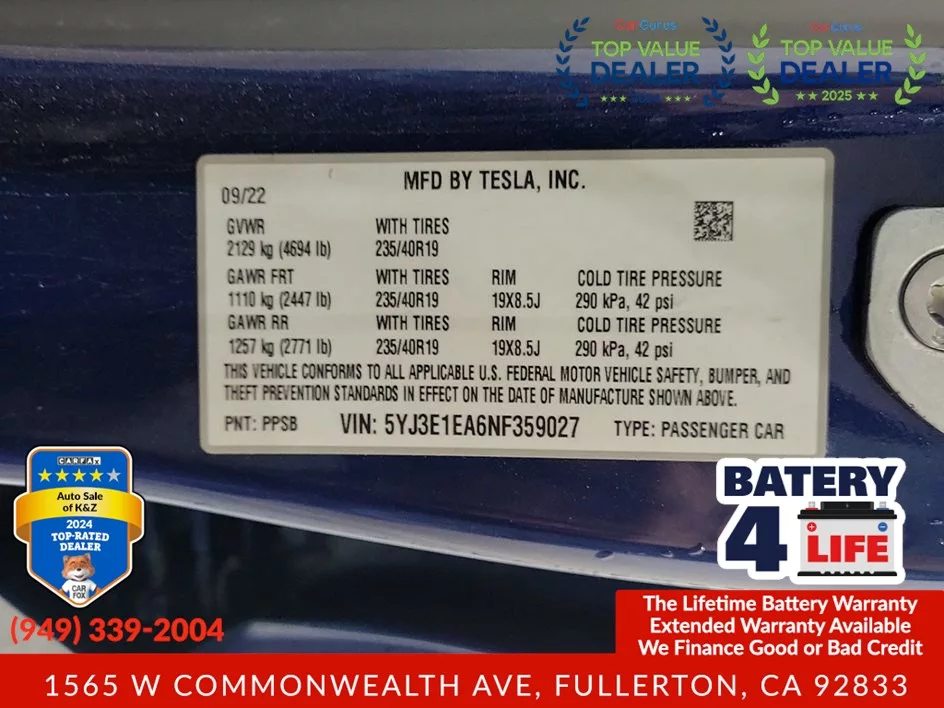 CarGurus
TOP VALUE
DEALER
TOP VALUE
DEALER
★★ 2025 ★★
MFD BY TESLA, INC.
09/22
GVWR WITH TIRES
2129 kg (4694 lb) 235/40R19
GAWR FRT WITH TIRES RIM COLD TIRE PRESSURE
1110 kg (2447 lb) 235/40R19 19X8.5J 290 kPa, 42 psi
GAWR RR WITH TIRES RIM COLD TIRE PRESSURE
1257 kg (2771 lb) 235/40R19 19X8.5J 290 kPa, 42 psi
THIS VEHICLE CONFORMS TO ALL APPLICABLE U.S. FEDERAL MOTOR VEHICLE SAFETY, BUMPER, AND
THEFT PREVENTION STANDARDS IN EFFECT ON THE DATE OF MANUFACTURE SHOWN ABOVE.
PNT: PPSB VIN: 5YJ3E1EA6NF359027 TYPE: PASSENGER CAR
CARFAX
Auto Sale
of K&Z
2024
TOP-RATED
DEALER
CAR
FOX
(949) 339-2004
BATERY
4 LIFE
The Lifetime Battery Warranty
Extended Warranty Available
We Finance Good or Bad Credit
1565 W COMMONWEALTH AVE, FULLERTON, CA 92833